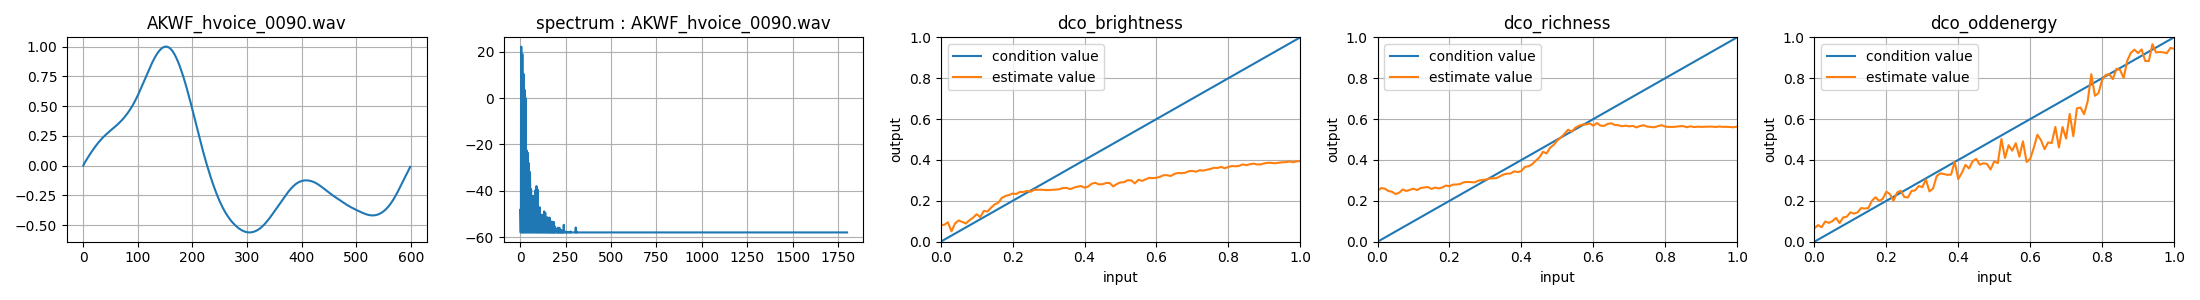 AKWF_hvoice_0090.wav
1.00
0.75
0.50
0.25
0.00
−0.25
−0.50
0 100 200 300 400 500 600
spectrum : AKWF_hvoice_0090.wav
20
0
−20
−40
−60
0 250 500 750 1000 1250 1500 1750
dco_brightness
condition value
estimate value
output
1.0
0.8
0.6
0.4
0.2
0.0
0.0 0.2 0.4 0.6 0.8 1.0
input
dco_richness
condition value
estimate value
output
1.0
0.8
0.6
0.4
0.2
0.0
0.0 0.2 0.4 0.6 0.8 1.0
input
dco_oddenergy
condition value
estimate value
output
1.0
0.8
0.6
0.4
0.2
0.0
0.0 0.2 0.4 0.6 0.8 1.0
input